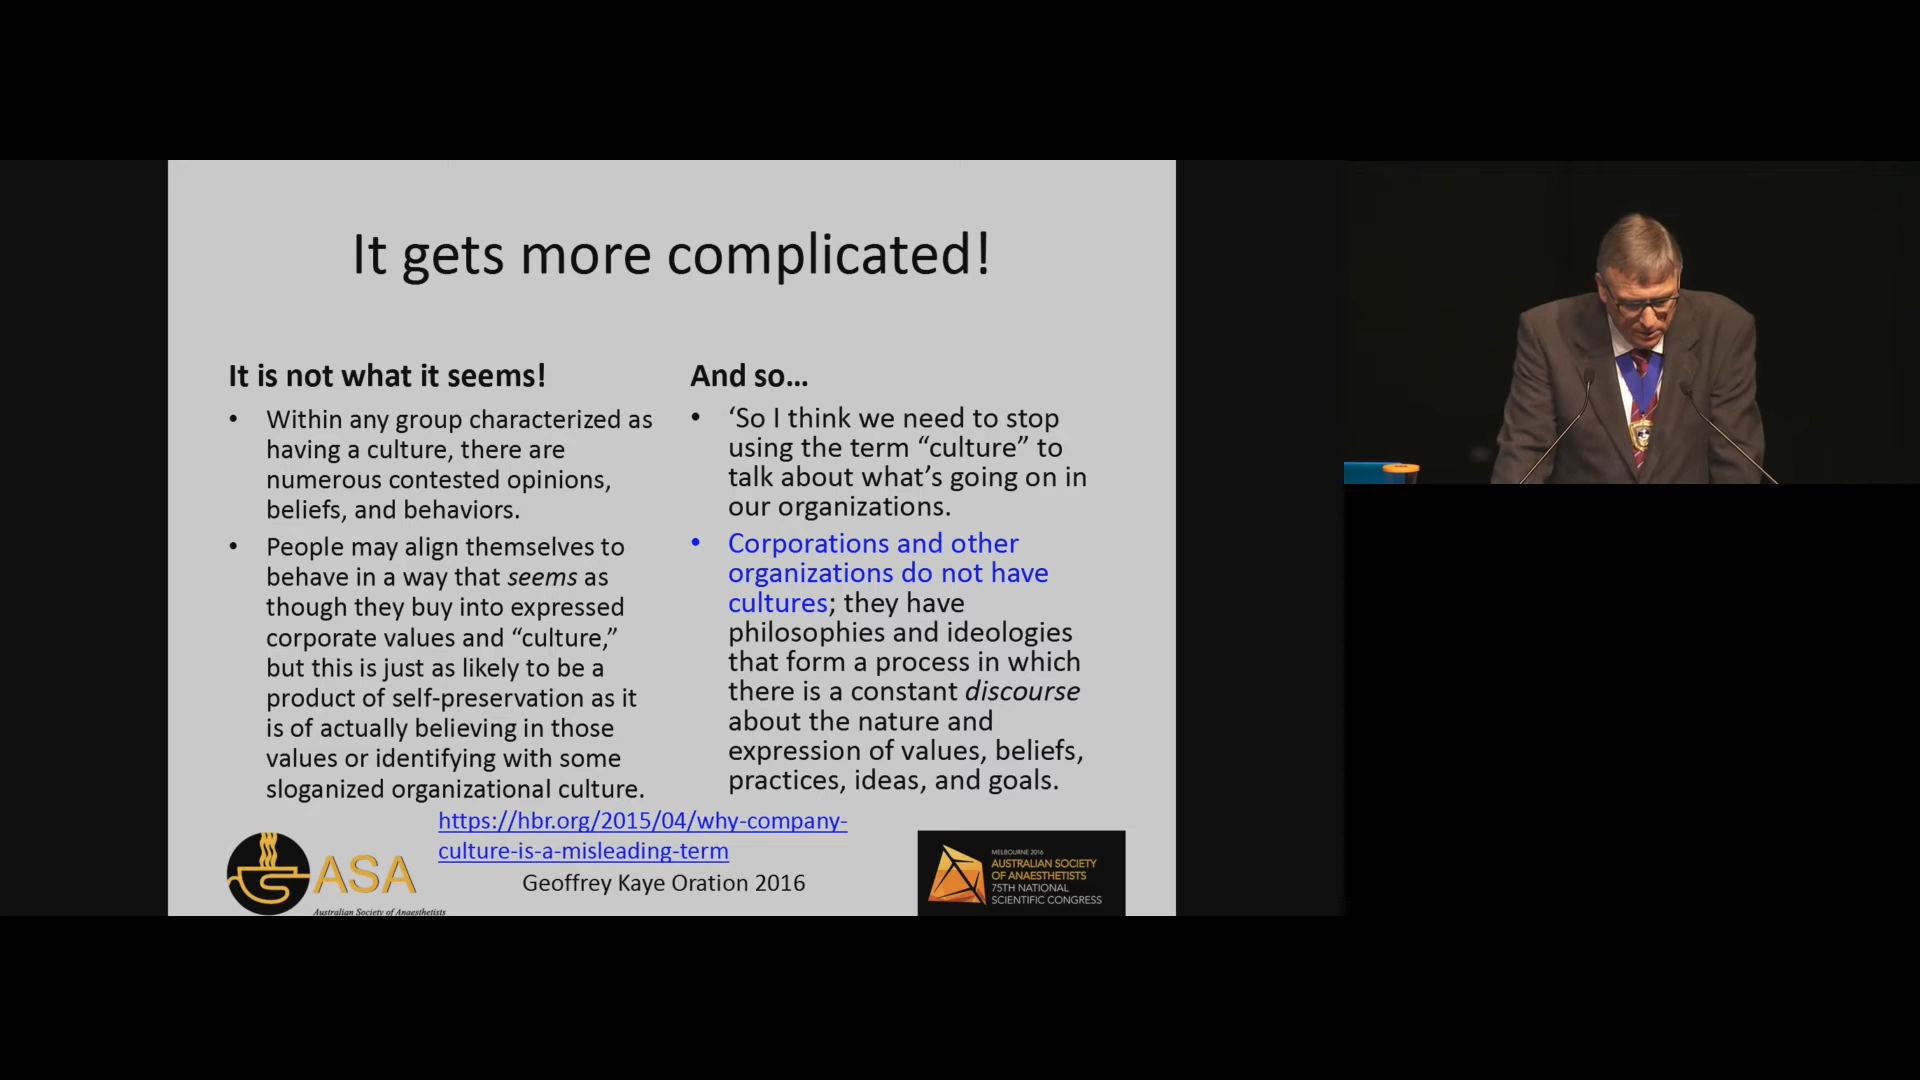 It gets more complicated!
It is not what it seems!
• Within any group characterized as
having a culture, there are
numerous contested opinions,
beliefs, and behaviors.
• People may align themselves to
behave in a way that seems as
though they buy into expressed
corporate values and “culture,”
but this is just as likely to be a
product of self-preservation as it
is of actually believing in those
values or identifying with some
sloganized organizational culture.
And so…
• ‘So I think we need to stop
using the term “culture” to
talk about what’s going on in
our organizations.
• Corporations and other
organizations do not have
cultures; they have
philosophies and ideologies
that form a process in which
there is a constant discourse
about the nature and
expression of values, beliefs,
practices, ideas, and goals.
https://hbr.org/2015/04/why-company-
culture-is-a-misleading-term
Geoffrey Kaye Oration 2016
ASA
Australian Society of Anaesthetists
MELBOURNE 2016
AUSTRALIAN SOCIETY
OF ANAESTHETISTS
75TH NATIONAL
SCIENTIFIC CONGRESS